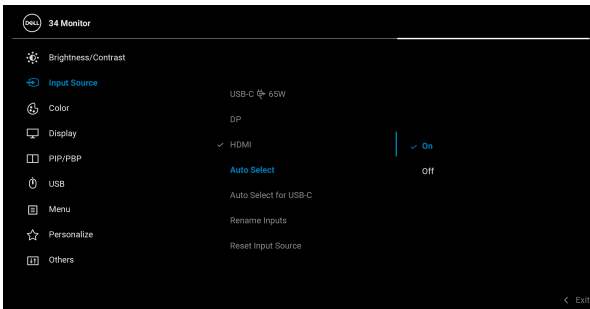 DELL 34 Monitor
Brightness/Contrast
Input Source
Color
Display
PIP/PBP
USB
Menu
Personalize
Others
USB-C 65W
DP
HDMI
Auto Select
Auto Select for USB-C
Rename Inputs
Reset Input Source
On
Off
Exit